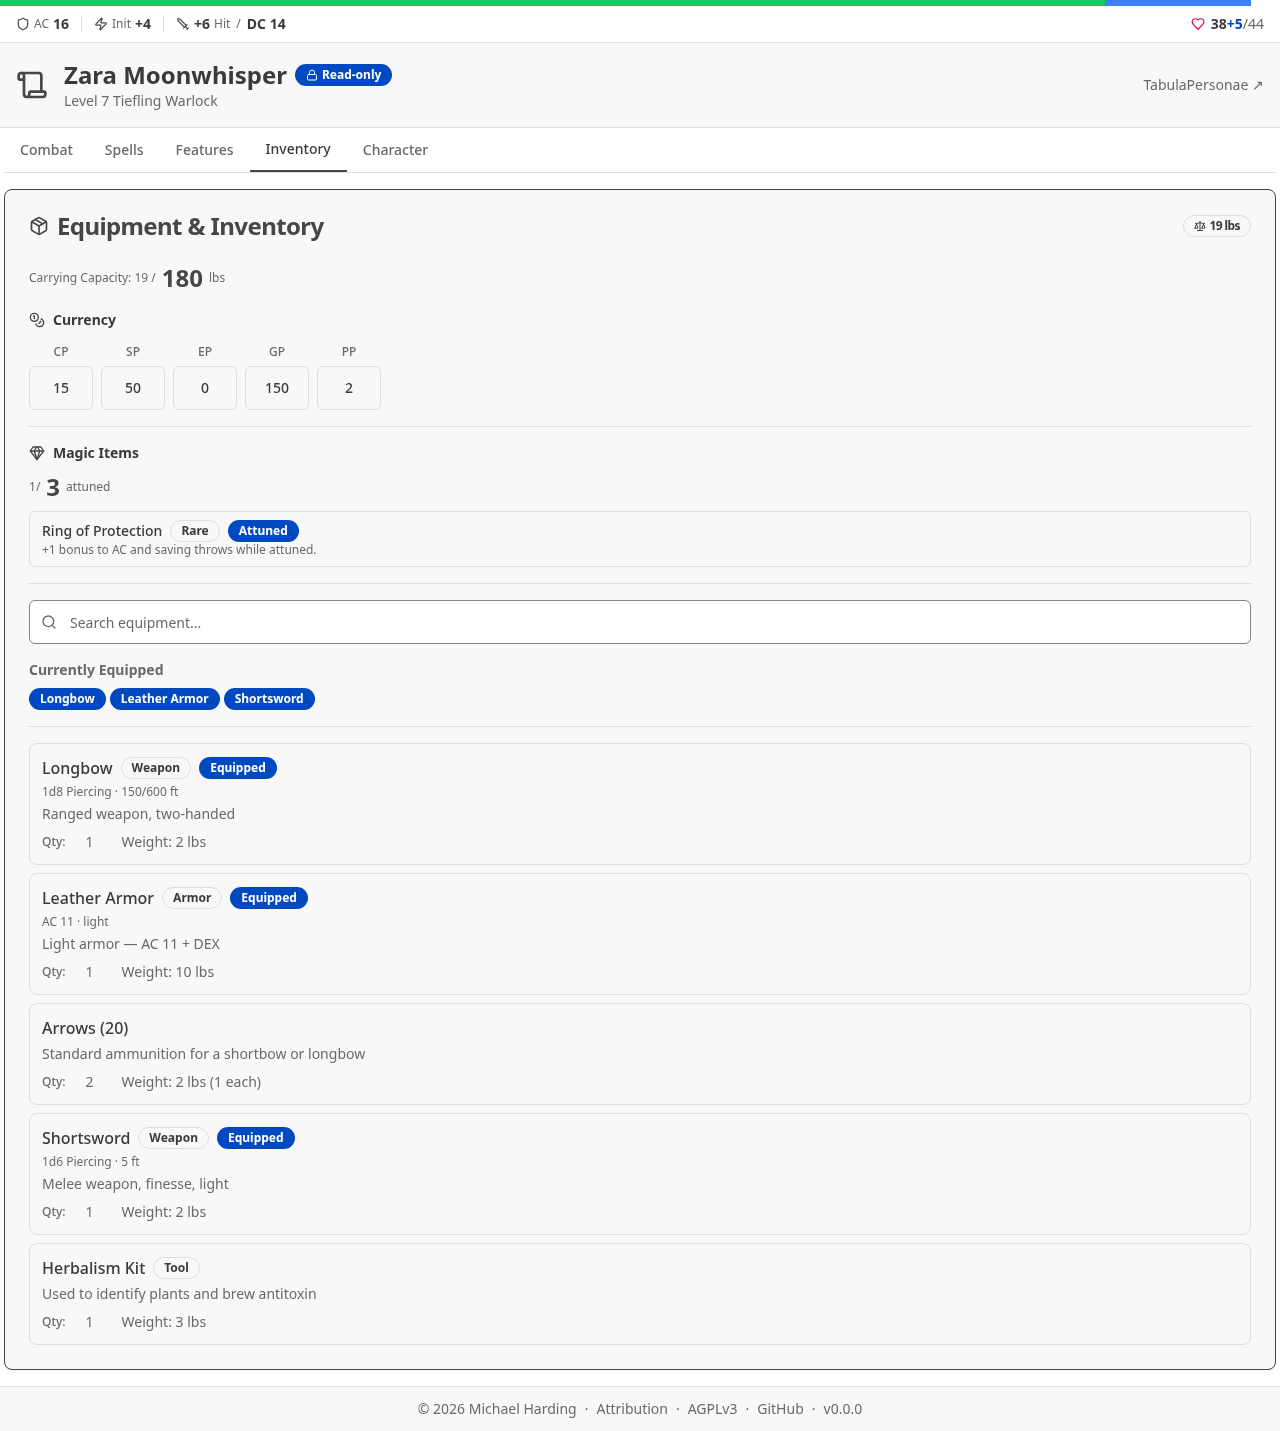 AC 16 Init +4 +6 Hit / DC 14 38+5/44
Zara Moonwhisper Read-only
Level 7 Tiefling Warlock
TabulaPersonae ↗
Combat Spells Features Inventory Character
Equipment & Inventory 19 lbs
Carrying Capacity: 19 / 180 lbs
Currency
CP SP EP GP PP
15 50 0 150 2
Magic Items
1/ 3 attuned
Ring of Protection Rare Attuned
+1 bonus to AC and saving throws while attuned.
Search equipment...
Currently Equipped
Longbow Leather Armor Shortsword
Longbow Weapon Equipped
1d8 Piercing · 150/600 ft
Ranged weapon, two-handed
Qty: 1 Weight: 2 lbs
Leather Armor Armor Equipped
AC 11 · light
Light armor — AC 11 + DEX
Qty: 1 Weight: 10 lbs
Arrows (20)
Standard ammunition for a shortbow or longbow
Qty: 2 Weight: 2 lbs (1 each)
Shortsword Weapon Equipped
1d6 Piercing · 5 ft
Melee weapon, finesse, light
Qty: 1 Weight: 2 lbs
Herbalism Kit Tool
Used to identify plants and brew antitoxin
Qty: 1 Weight: 3 lbs
© 2026 Michael Harding · Attribution · AGPLv3 · GitHub · v0.0.0